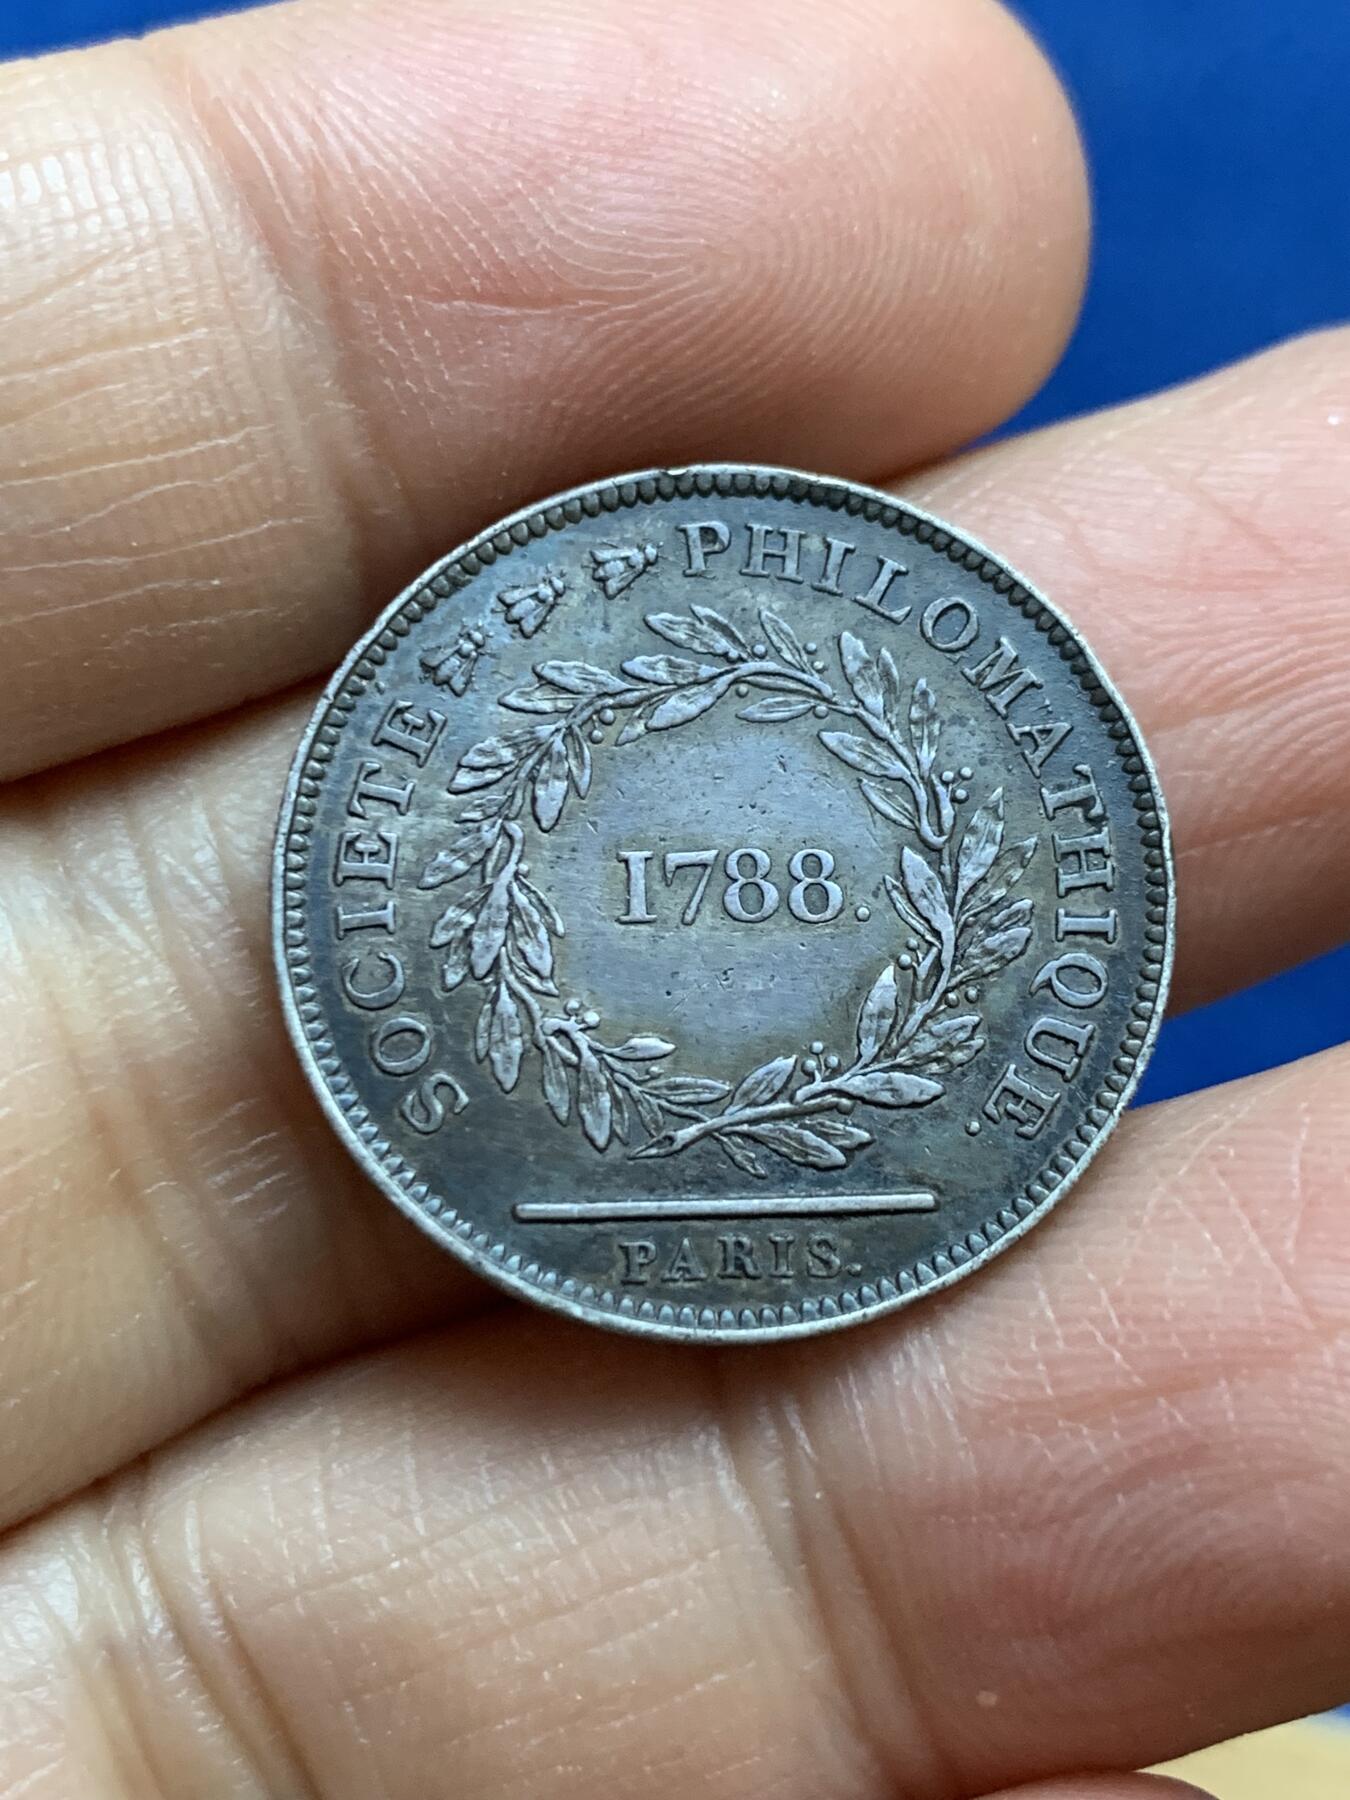 SOCIETE PHILOMATHIQUE.
1788.
PARIS.